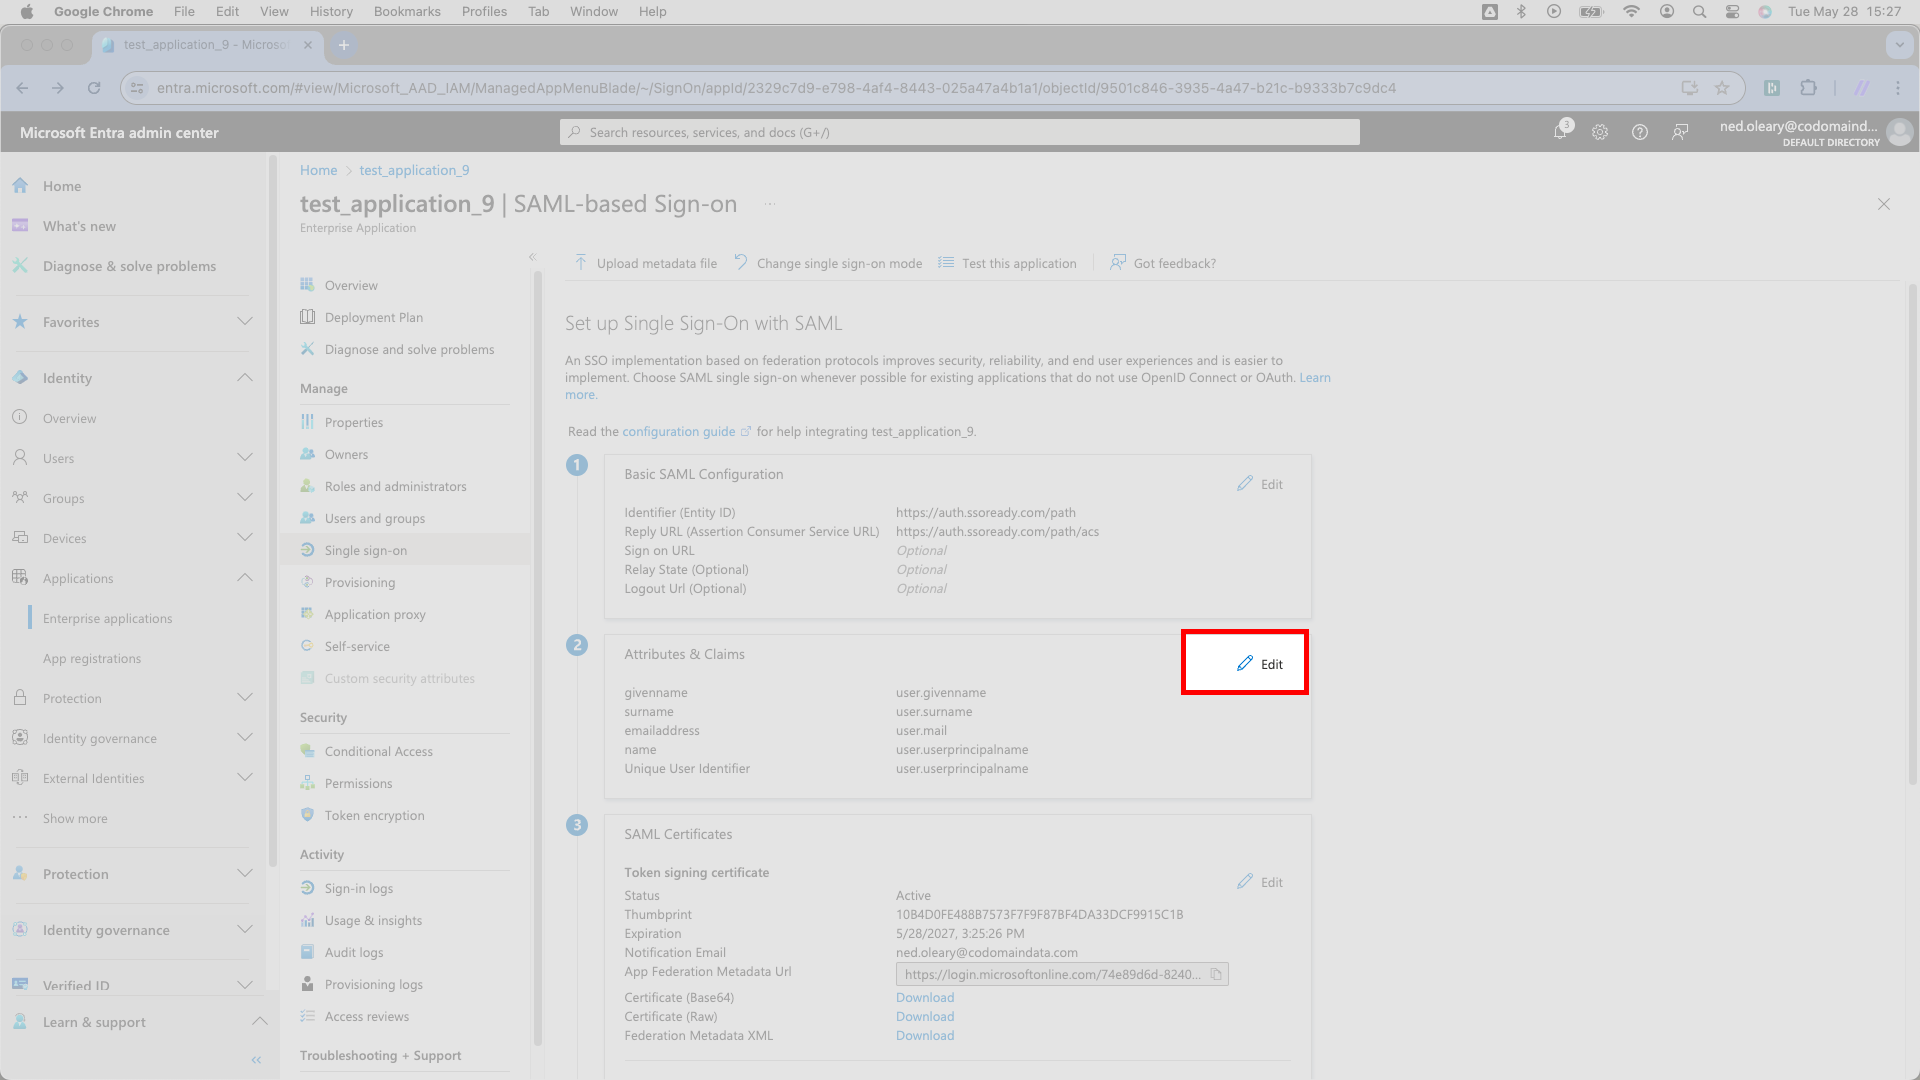 Google Chrome File Edit View History Bookmarks Profiles Tab Window Help Tue May 28 15:27
test_application_9 - Microso
entra.microsoft.com/#view/Microsoft_AAD_IAM/ManagedAppMenuBlade/~/SignOn/appId/2329c7d9-e798-4af4-8443-025a47a4b1a1/objectId/9501c846-3935-4a47-b21c-b9333b7c9dc4
Microsoft Entra admin center
Search resources, services, and docs (G+/)
3
ned.oleary@codomaind...
DEFAULT DIRECTORY
Home
What's new
Diagnose & solve problems
Favorites
Identity
Overview
Users
Groups
Devices
Applications
Enterprise applications
App registrations
Protection
Identity governance
External Identities
Show more
Protection
Identity governance
Verified ID
Learn & support
Home > test_application_9
test_application_9 | SAML-based Sign-on ...
Enterprise Application
Overview
Deployment Plan
Diagnose and solve problems
Manage
Properties
Owners
Roles and administrators
Users and groups
Single sign-on
Provisioning
Application proxy
Self-service
Custom security attributes
Security
Conditional Access
Permissions
Token encryption
Activity
Sign-in logs
Usage & insights
Audit logs
Provisioning logs
Access reviews
Troubleshooting + Support
Upload metadata file Change single sign-on mode Test this application Got feedback?
Set up Single Sign-On with SAML
An SSO implementation based on federation protocols improves security, reliability, and end user experiences and is easier to
implement. Choose SAML single sign-on whenever possible for existing applications that do not use OpenID Connect or OAuth. Learn
more.
Read the configuration guide for help integrating test_application_9.
1
Basic SAML Configuration
Edit
Identifier (Entity ID) https://auth.ssoready.com/path
Reply URL (Assertion Consumer Service URL) https://auth.ssoready.com/path/acs
Sign on URL Optional
Relay State (Optional) Optional
Logout Url (Optional) Optional
2
Attributes & Claims
Edit
givenname user.givenname
surname user.surname
emailaddress user.mail
name user.userprincipalname
Unique User Identifier user.userprincipalname
3
SAML Certificates
Token signing certificate
Edit
Status Active
Thumbprint 10B4D0FE488B7573F7F9F87BF4DA33DCF9915C1B
Expiration 5/28/2027, 3:25:26 PM
Notification Email ned.oleary@codomaindata.com
App Federation Metadata Url https://login.microsoftonline.com/74e89d6d-8240...
Certificate (Base64) Download
Certificate (Raw) Download
Federation Metadata XML Download